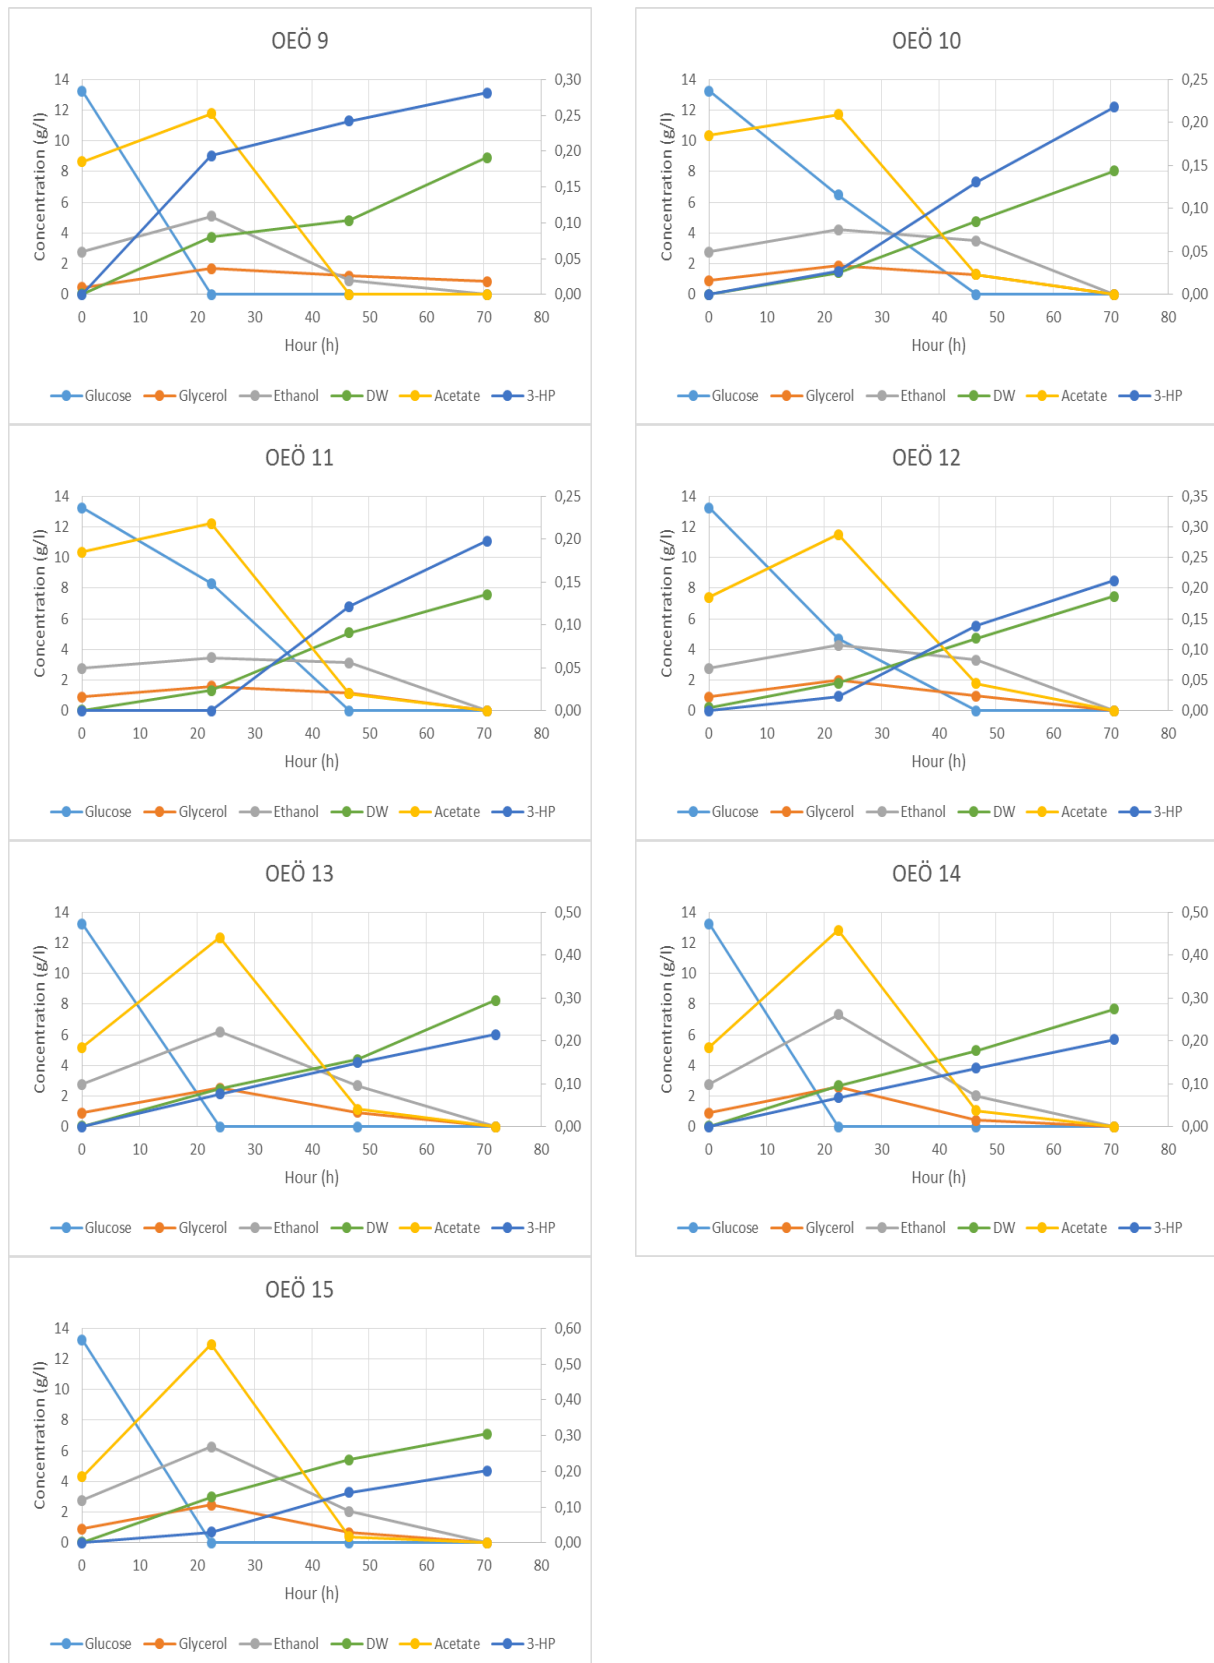 OEÖ 9
Concentration (g/l)
14 12 10 8 6 4 2 0
0,30 0,25 0,20 0,15 0,10 0,05 0,00
0 10 20 30 40 50 60 70 80
Hour (h)
Glucose Glycerol Ethanol DW Acetate 3-HP
OEÖ 10
Concentration (g/l)
14 12 10 8 6 4 2 0
0,25 0,20 0,15 0,10 0,05 0,00
0 10 20 30 40 50 60 70 80
Hour (h)
Glucose Glycerol Ethanol DW Acetate 3-HP
OEÖ 11
Concentration (g/l)
14 12 10 8 6 4 2 0
0,25 0,20 0,15 0,10 0,05 0,00
0 10 20 30 40 50 60 70 80
Hour (h)
Glucose Glycerol Ethanol DW Acetate 3-HP
OEÖ 12
Concentration (g/l)
14 12 10 8 6 4 2 0
0,35 0,30 0,25 0,20 0,15 0,10 0,05 0,00
0 10 20 30 40 50 60 70 80
Hour (h)
Glucose Glycerol Ethanol DW Acetate 3-HP
OEÖ 13
Concentration (g/l)
14 12 10 8 6 4 2 0
0,50 0,40 0,30 0,20 0,10 0,00
0 10 20 30 40 50 60 70 80
Hour (h)
Glucose Glycerol Ethanol DW Acetate 3-HP
OEÖ 14
Concentration (g/l)
14 12 10 8 6 4 2 0
0,50 0,40 0,30 0,20 0,10 0,00
0 10 20 30 40 50 60 70 80
Hour (h)
Glucose Glycerol Ethanol DW Acetate 3-HP
OEÖ 15
Concentration (g/l)
14 12 10 8 6 4 2 0
0,60 0,50 0,40 0,30 0,20 0,10 0,00
0 10 20 30 40 50 60 70 80
Hour (h)
Glucose Glycerol Ethanol DW Acetate 3-HP